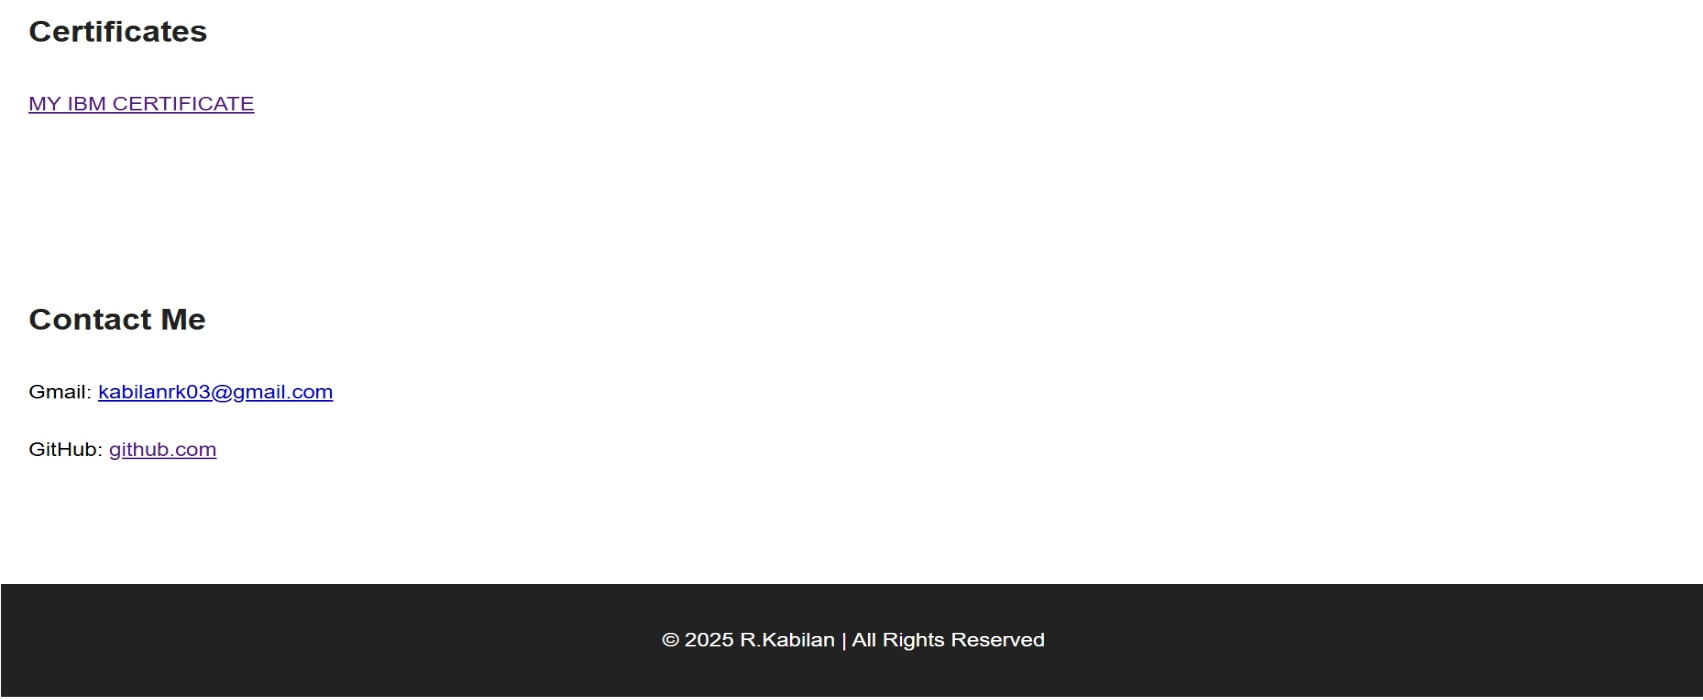 Certificates
MY IBM CERTIFICATE
Contact Me
Gmail: kabilanrk03@gmail.com
GitHub: github.com
© 2025 R.Kabilan | All Rights Reserved